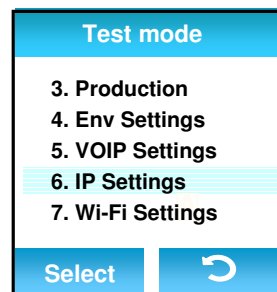 Test mode
3. Production
4. Env Settings
5. VOIP Settings
6. IP Settings
7. Wi-Fi Settings
Select